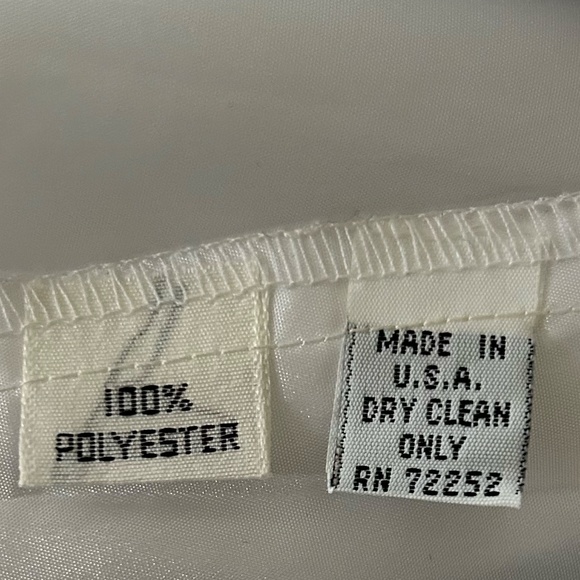 100%
POLYESTER
MADE IN
U.S.A.
DRY CLEAN
ONLY
RN 72252